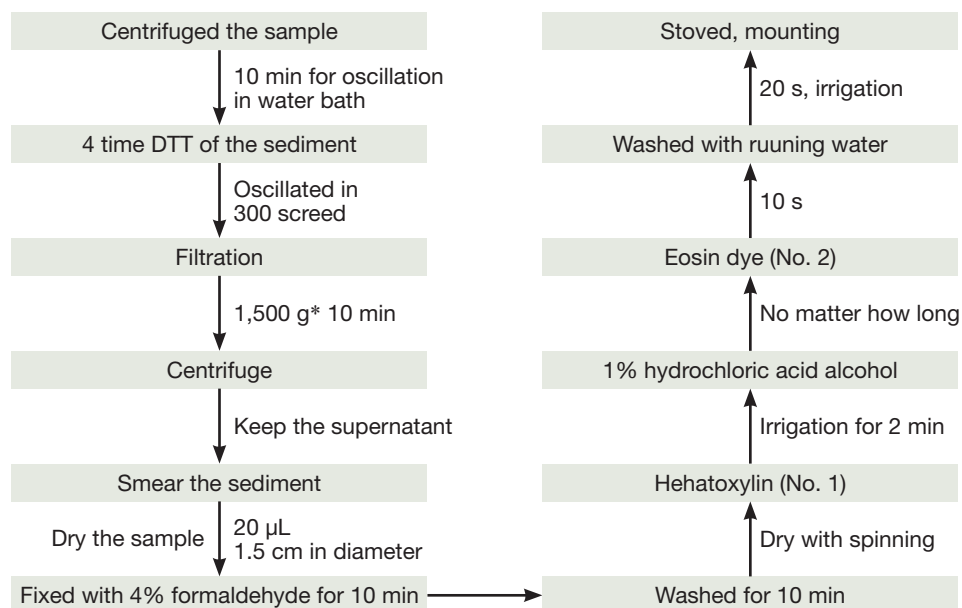 Centrifuged the sample
10 min for oscillation
in water bath
4 time DTT of the sediment
Oscillated in
300 screed
Filtration
1,500 g* 10 min
Centrifuge
Keep the supernatant
Smear the sediment
Dry the sample
20 µL
1.5 cm in diameter
Fixed with 4% formaldehyde for 10 min
Washed for 10 min
Dry with spinning
Hehatoxylin (No. 1)
Irrigation for 2 min
1% hydrochloric acid alcohol
No matter how long
Eosin dye (No. 2)
10 s
Washed with ruuning water
20 s, irrigation
Stoved, mounting